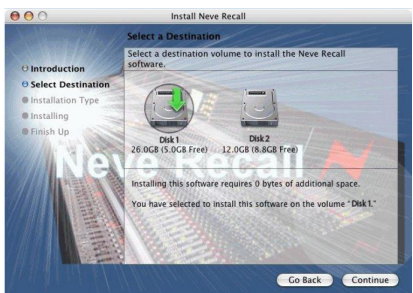 Install Neve Recall
Select a Destination
Select a destination volume to install the Neve Recall
software.
Introduction
Select Destination
Installation Type
Installing
Finish Up
Disk 1
26.0GB (5.0GB Free)
Disk 2
12.0GB (8.8GB Free)
Neve Recall
Installing this software requires 0 bytes of additional space.
You have selected to install this software on the volume "Disk 1."
Go Back
Continue